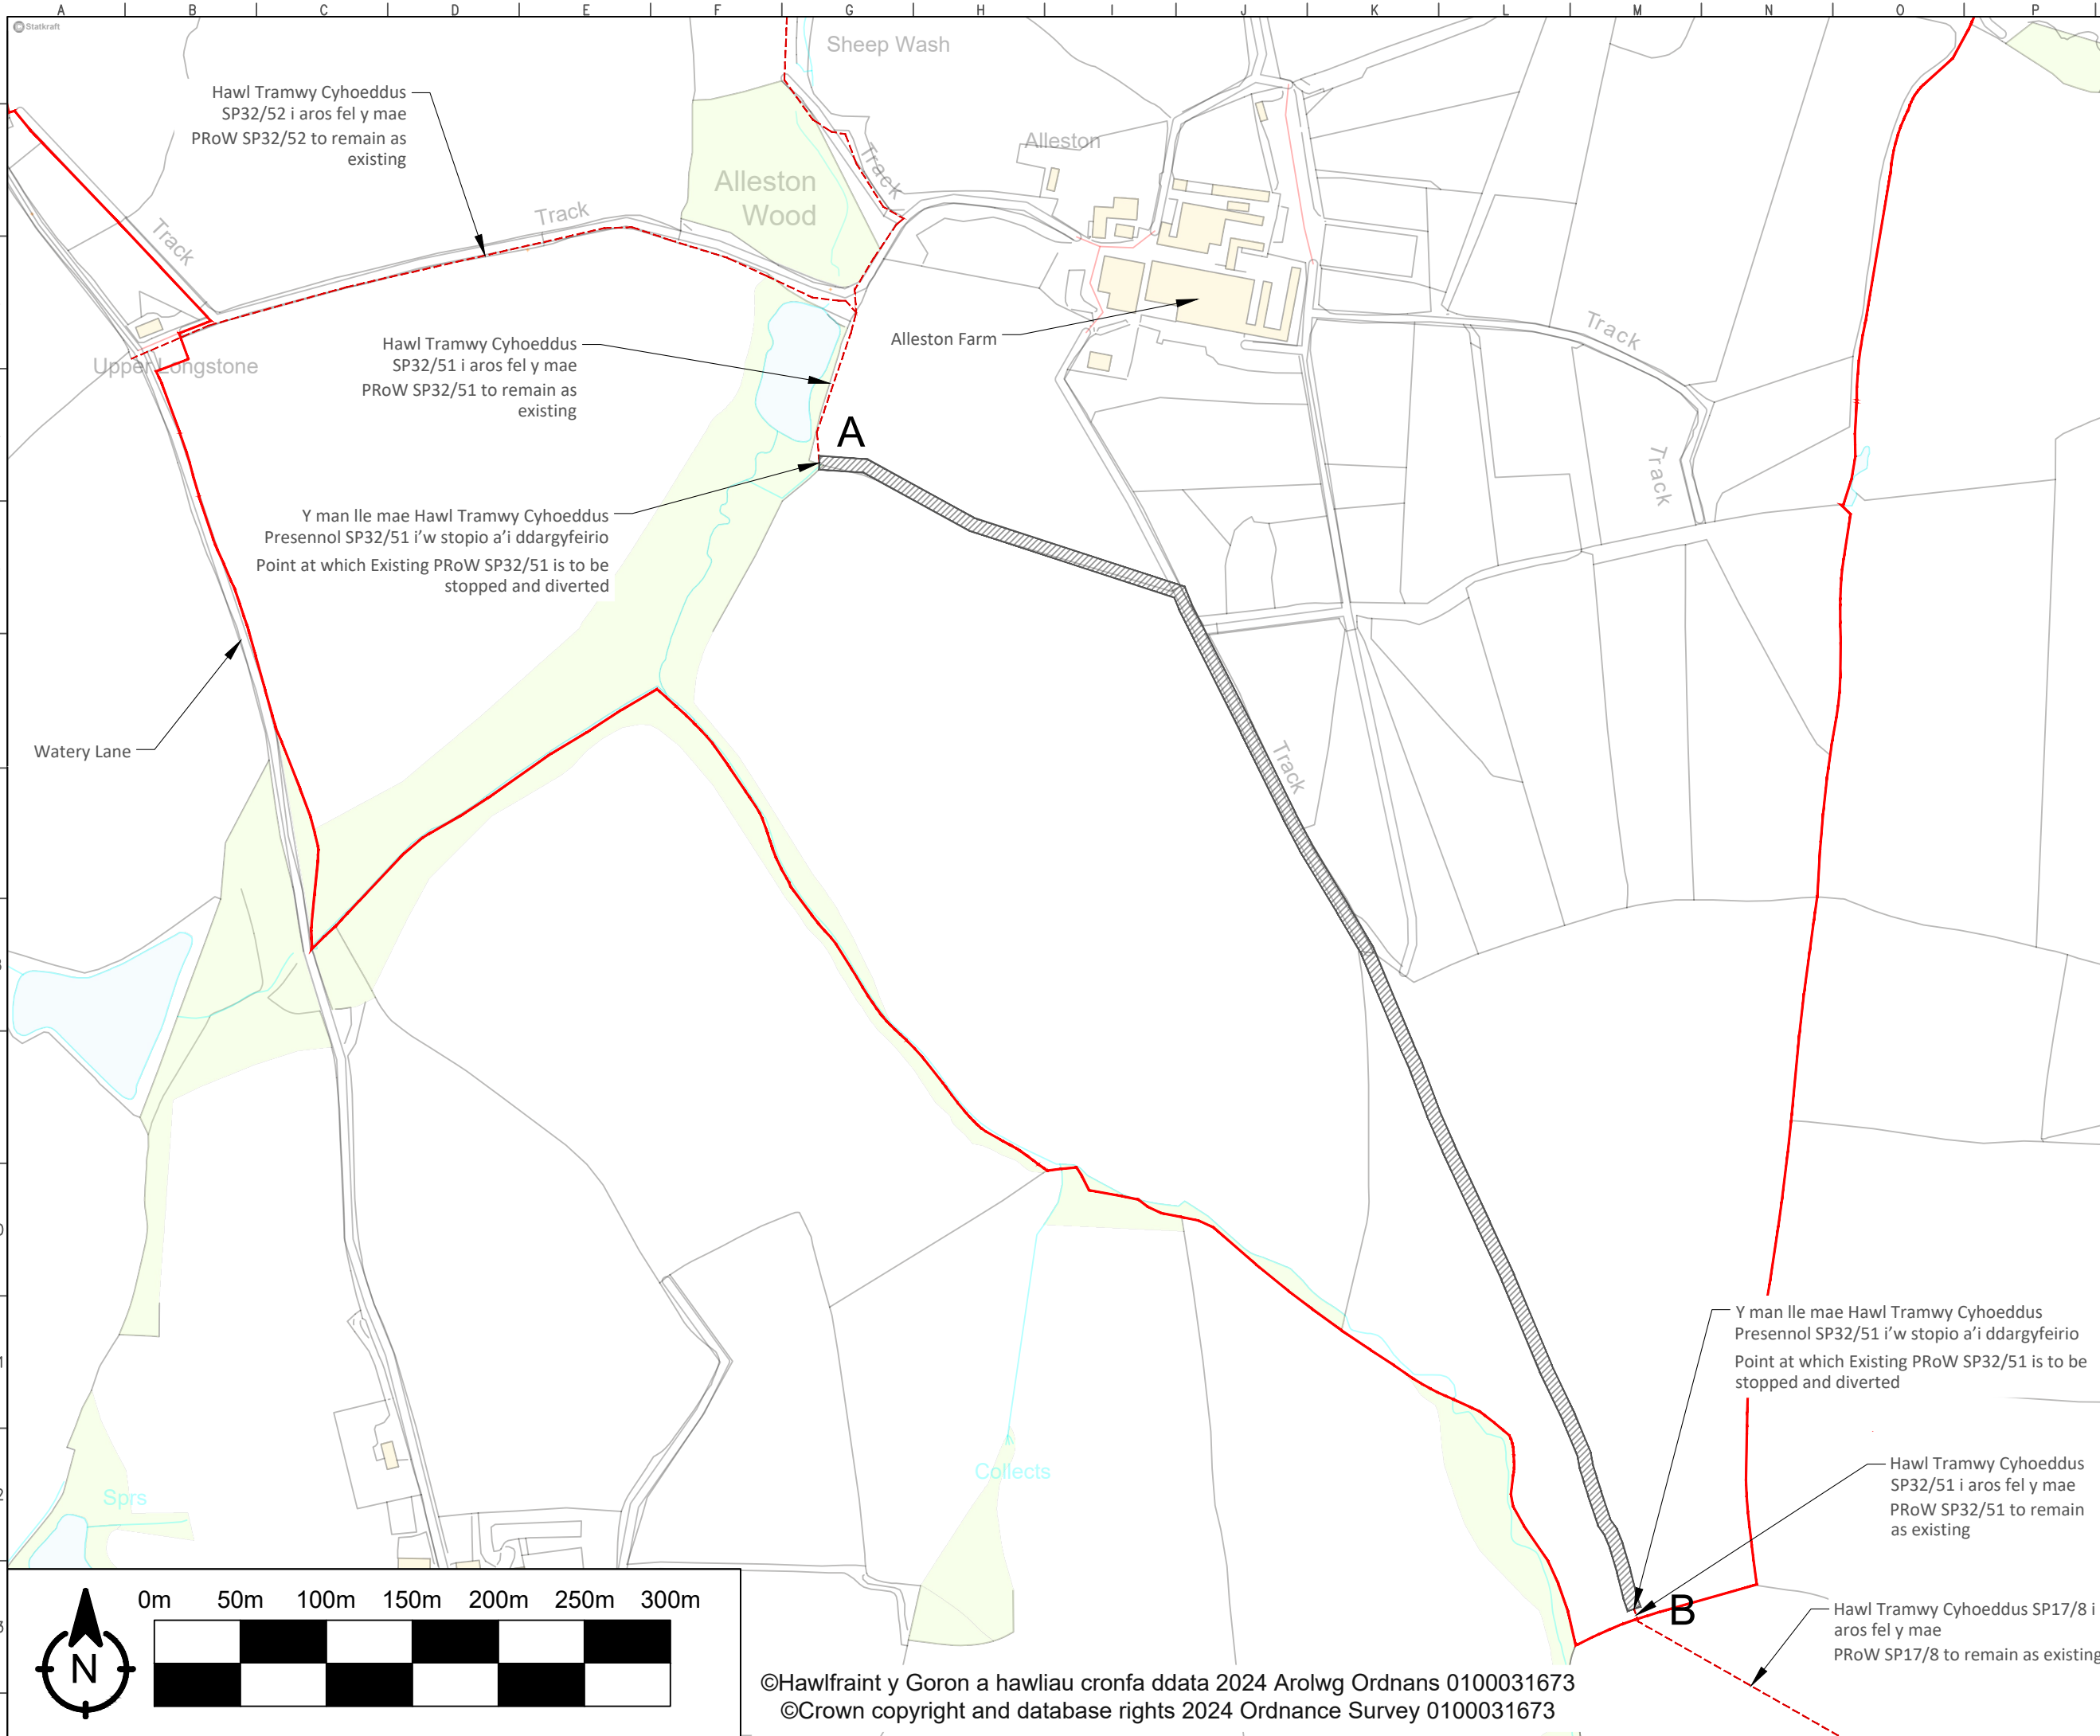 A B C D E F G H I J K L M N O P
Statkraft
Sheep Wash
Hawl Tramwy Cyhoeddus
SP32/52 i aros fel y mae
PRoW SP32/52 to remain as
existing
Alleston
Track
Alleston
Wood
Track
Track
Hawl Tramwy Cyhoeddus
SP32/51 i aros fel y mae
PRoW SP32/51 to remain as
existing
Alleston Farm
Track
Upper Longstone
A
Track
Y man lle mae Hawl Tramwy Cyhoeddus
Presennol SP32/51 i'w stopio a'i ddargyfeirio
Point at which Existing PRoW SP32/51 is to be
stopped and diverted
Watery Lane
Track
Y man lle mae Hawl Tramwy Cyhoeddus
Presennol SP32/51 i'w stopio a'i ddargyfeirio
Point at which Existing PRoW SP32/51 is to be
stopped and diverted
Collects
Sprs
Hawl Tramwy Cyhoeddus
SP32/51 i aros fel y mae
PRoW SP32/51 to remain
as existing
B
Hawl Tramwy Cyhoeddus SP17/8 i
aros fel y mae
PRoW SP17/8 to remain as existing
0m 50m 100m 150m 200m 250m 300m
N
©Hawlfraint y Goron a hawliau cronfa ddata 2024 Arolwg Ordnans 0100031673
©Crown copyright and database rights 2024 Ordnance Survey 0100031673